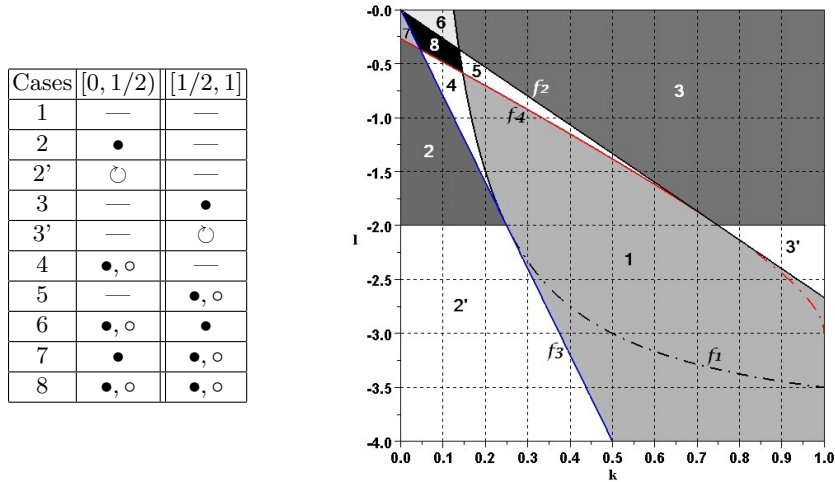 Cases [0, 1/2) [1/2, 1]
1 — —
2 • —
2' ↻ —
3 — •
3' — ↻
4 •, ∘ —
5 — •, ∘
6 •, ∘ •
7 • •, ∘
8 •, ∘ •, ∘
-0.0
-0.5
-1.0
-1.5
-2.0
-2.5
-3.0
-3.5
-4.0
l
0.0 0.1 0.2 0.3 0.4 0.5 0.6 0.7 0.8 0.9 1.0
k
6
7
8
5
4
f2
3
f4
2
1
3'
2'
f3
f1